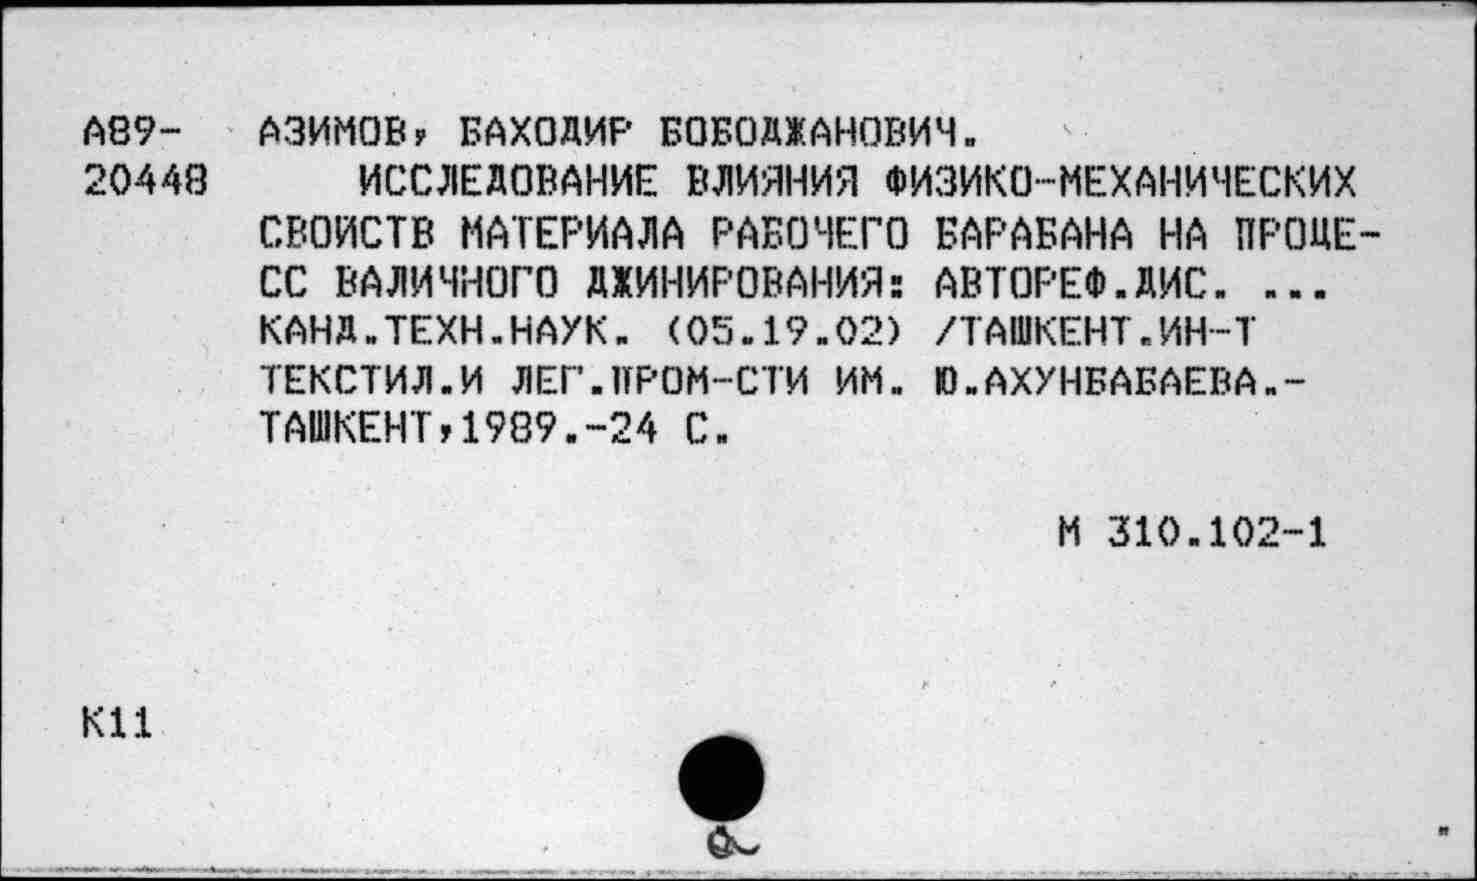 А89- АЗИМОВ, БАХОДИР БОБОДЖАНОВИЧ.
20448 ИССЛЕДОВАНИЕ ВЛИЯНИЯ ФИЗИКО-МЕХАНИЧЕСКИХ
СВОЙСТВ МАТЕРИАЛА РАБОЧЕГО БАРАБАНА НА ПРОЦЕ-
СС ВАЛИЧНОГО ДЖИНИРОВАНИЯ: АВТОРЕФ.ДИС. ...
КАНД.ТЕХН.НАУК. (05.19.02) /ТАШКЕНТ.ИН-Т
ТЕКСТИЛ.И ЛЕГ.ПРОМ-СТИ ИМ. Ю.АХУНБАБАЕВА.-
ТАШКЕНТ,1989.-24 С.
М 310.102-1
К11